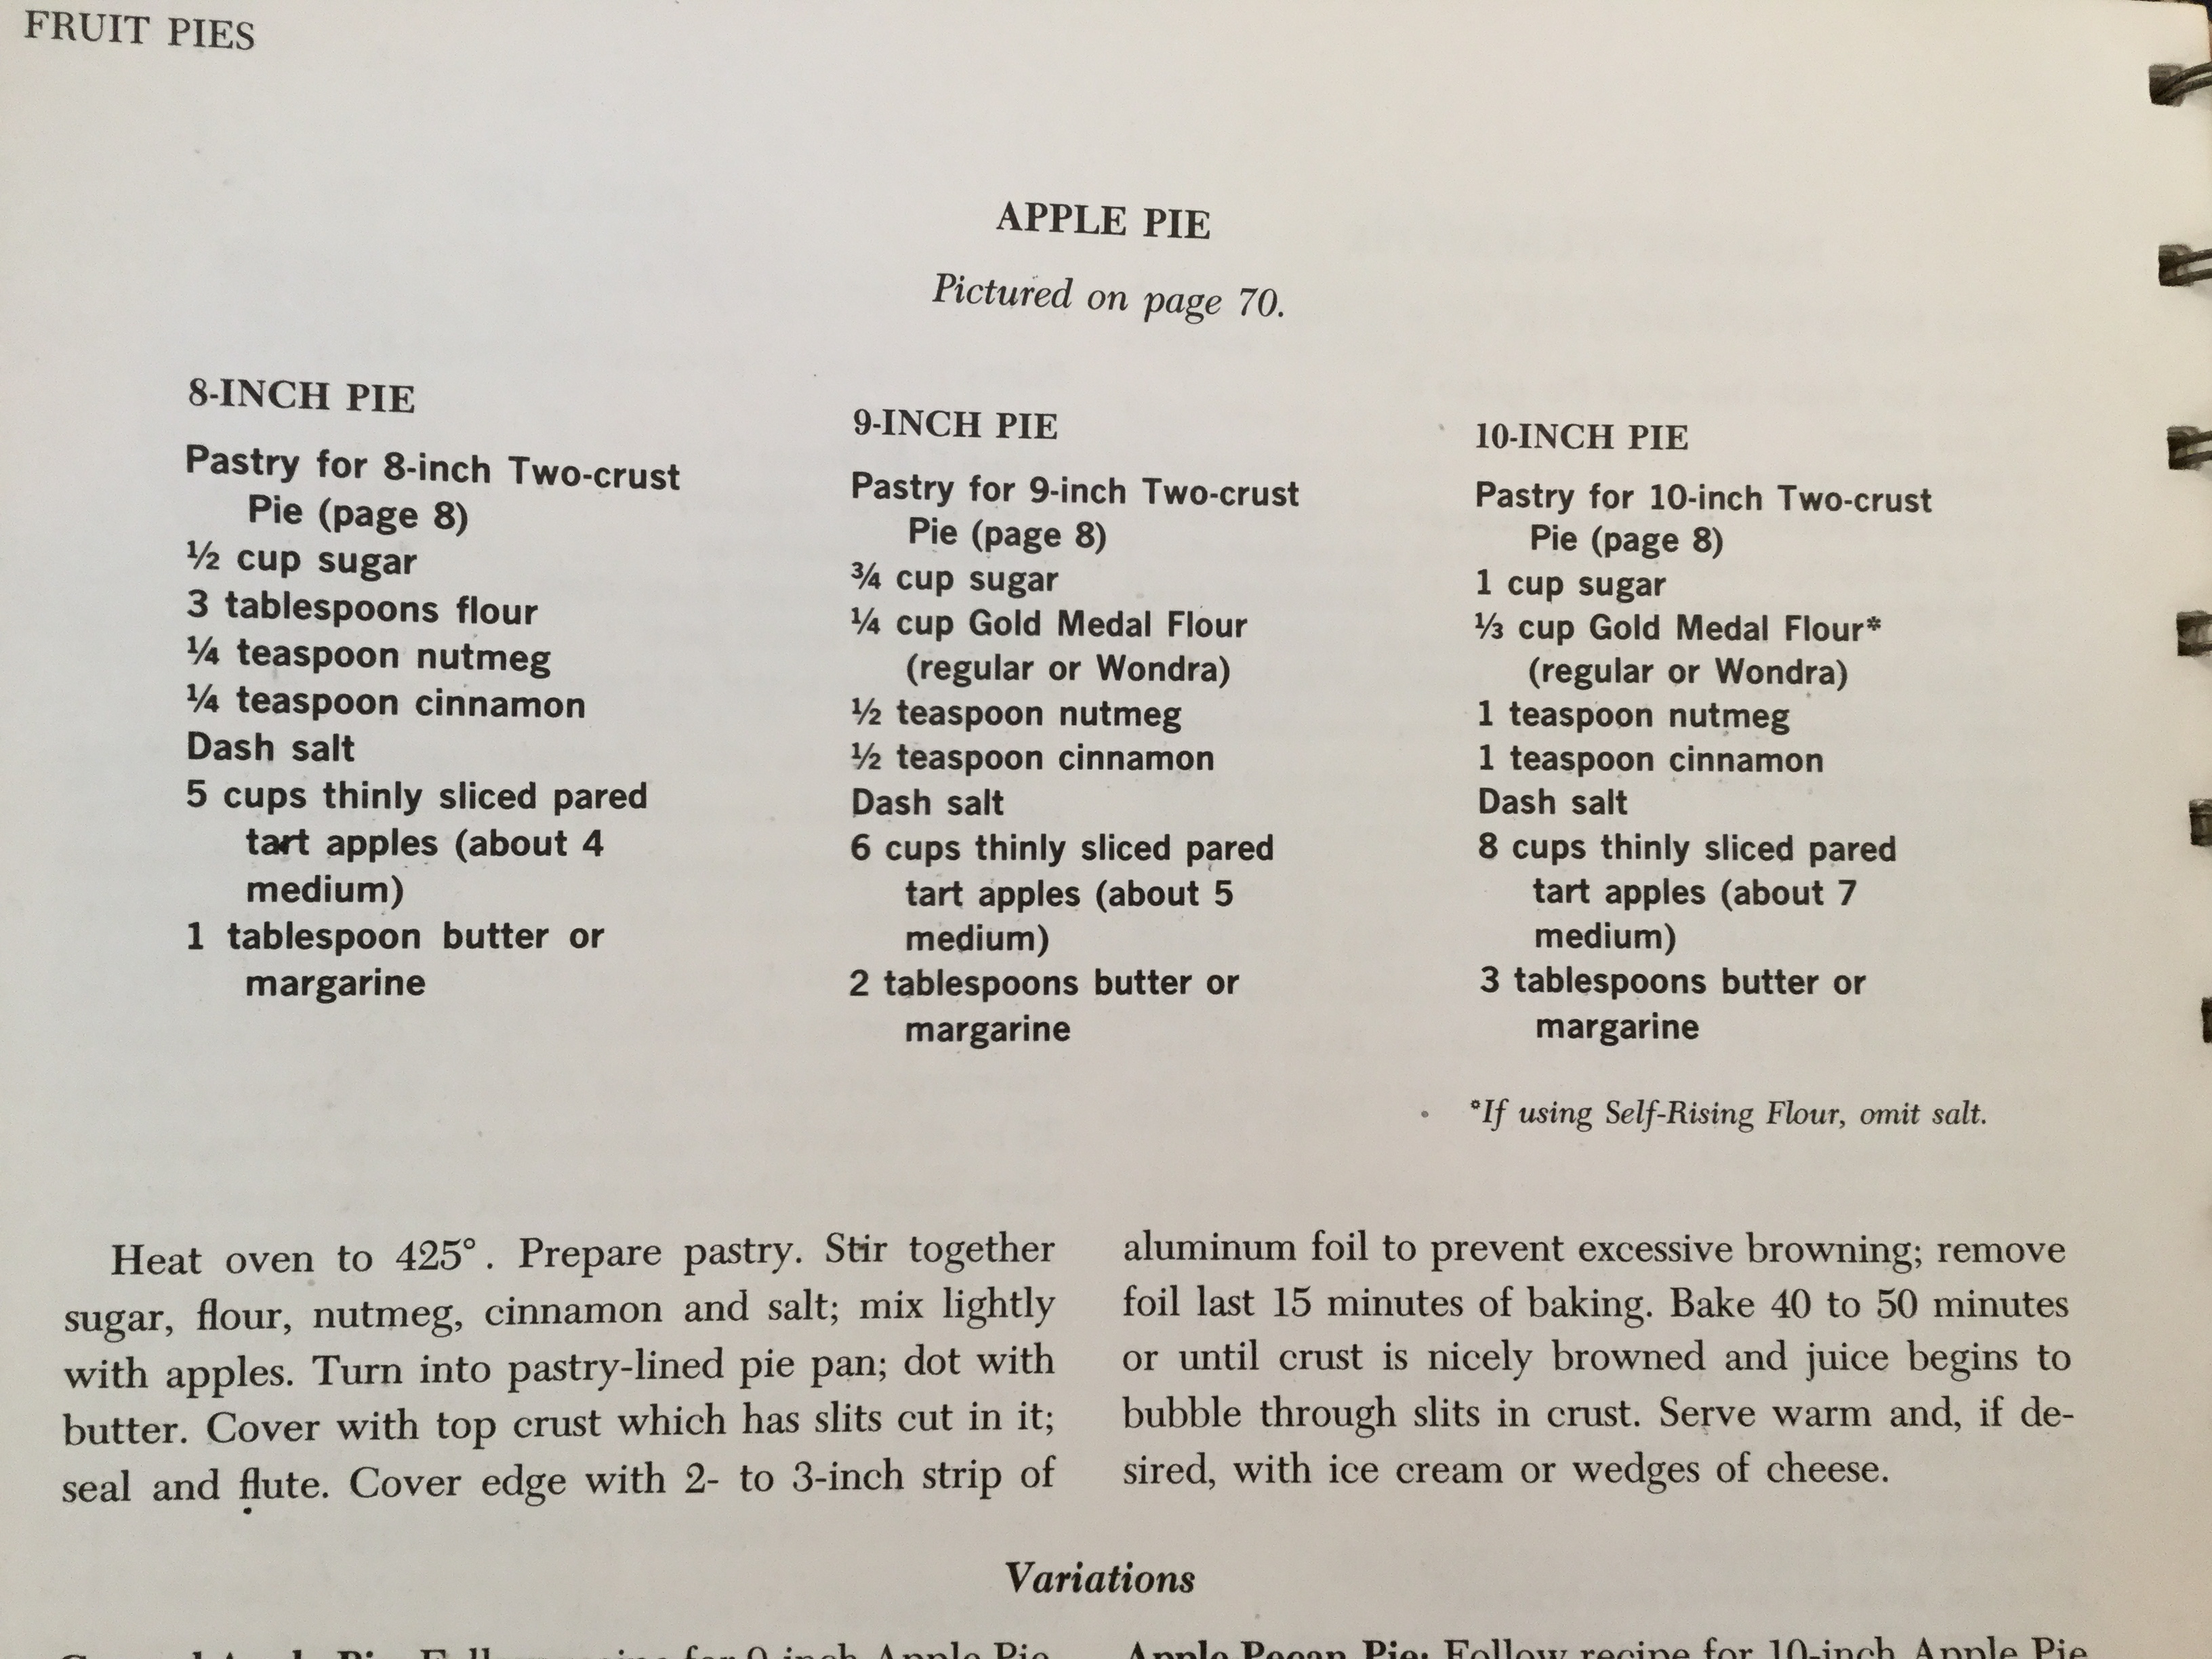 FRUIT PIES
APPLE PIE
Pictured on page 70.
8-INCH PIE
Pastry for 8-inch Two-crust
Pie (page 8)
½ cup sugar
3 tablespoons flour
¼ teaspoon nutmeg
¼ teaspoon cinnamon
Dash salt
5 cups thinly sliced pared
tart apples (about 4
medium)
1 tablespoon butter or
margarine
9-INCH PIE
Pastry for 9-inch Two-crust
Pie (page 8)
¾ cup sugar
¼ cup Gold Medal Flour
(regular or Wondra)
½ teaspoon nutmeg
½ teaspoon cinnamon
Dash salt
6 cups thinly sliced pared
tart apples (about 5
medium)
2 tablespoons butter or
margarine
10-INCH PIE
Pastry for 10-inch Two-crust
Pie (page 8)
1 cup sugar
⅓ cup Gold Medal Flour*
(regular or Wondra)
1 teaspoon nutmeg
1 teaspoon cinnamon
Dash salt
8 cups thinly sliced pared
tart apples (about 7
medium)
3 tablespoons butter or
margarine
*If using Self-Rising Flour, omit salt.
Heat oven to 425°. Prepare pastry. Stir together
sugar, flour, nutmeg, cinnamon and salt; mix lightly
with apples. Turn into pastry-lined pie pan; dot with
butter. Cover with top crust which has slits cut in it;
seal and flute. Cover edge with 2- to 3-inch strip of
aluminum foil to prevent excessive browning; remove
foil last 15 minutes of baking. Bake 40 to 50 minutes
or until crust is nicely browned and juice begins to
bubble through slits in crust. Serve warm and, if de-
sired, with ice cream or wedges of cheese.
Variations
Apple Pie: Follow recipe for 9-inch Apple Pie
Apple-Pecan Pie: Follow recipe for 10-inch Apple Pie